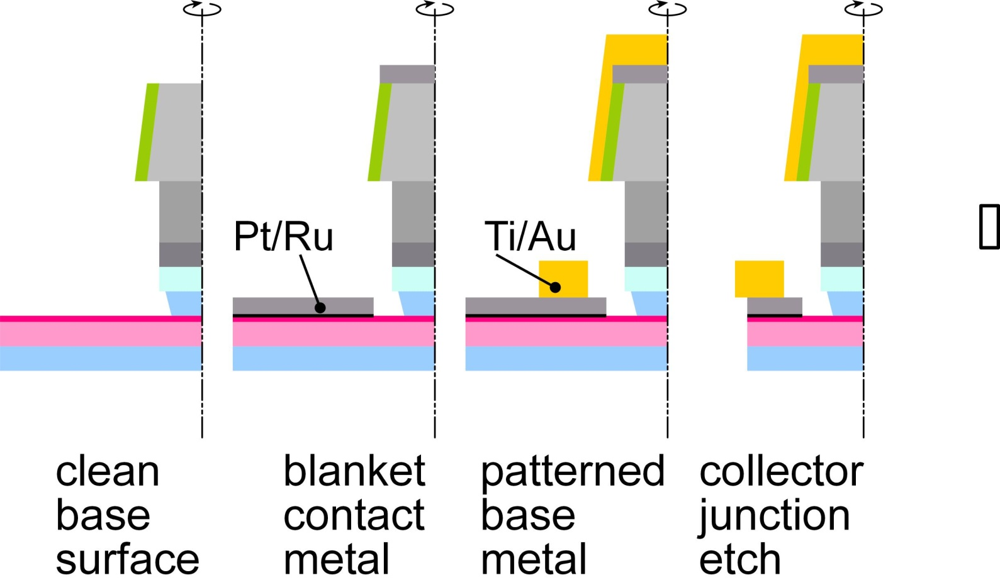 Pt/Ru
Ti/Au
clean
base
surface
blanket
contact
metal
patterned
base
metal
collector
junction
etch